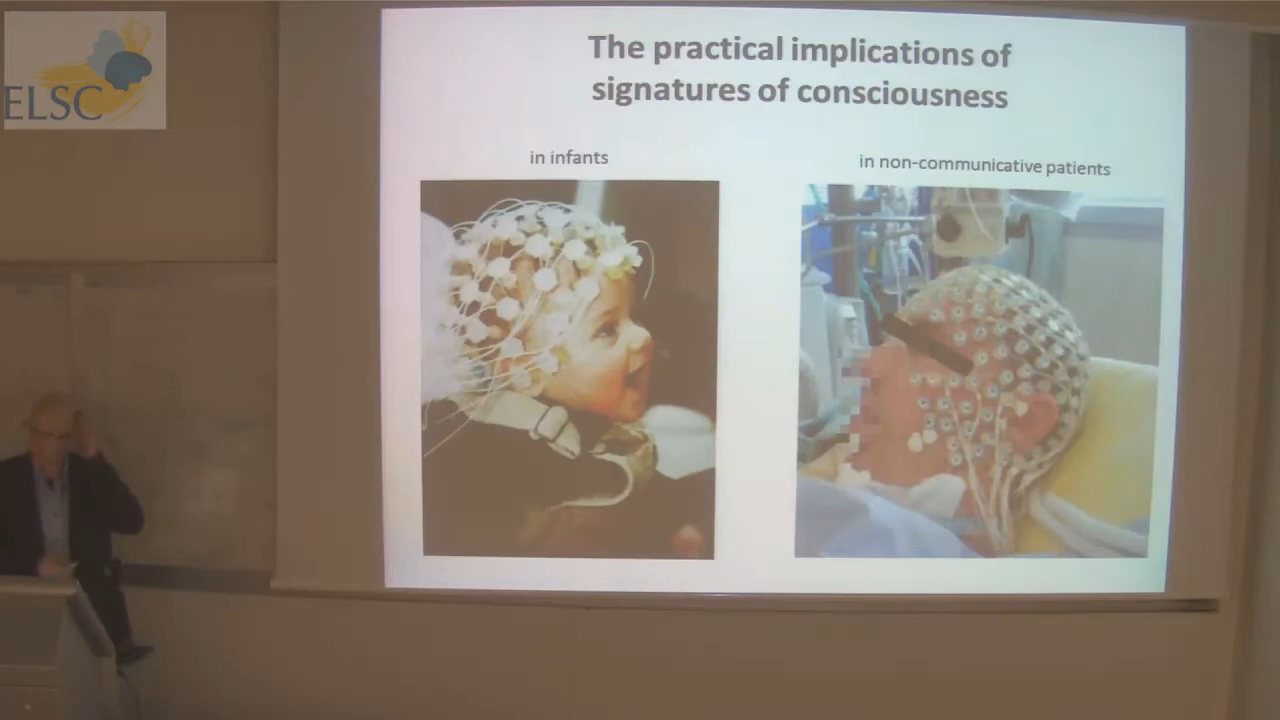 ELSC
The practical implications of
signatures of consciousness
in infants
in non-communicative patients